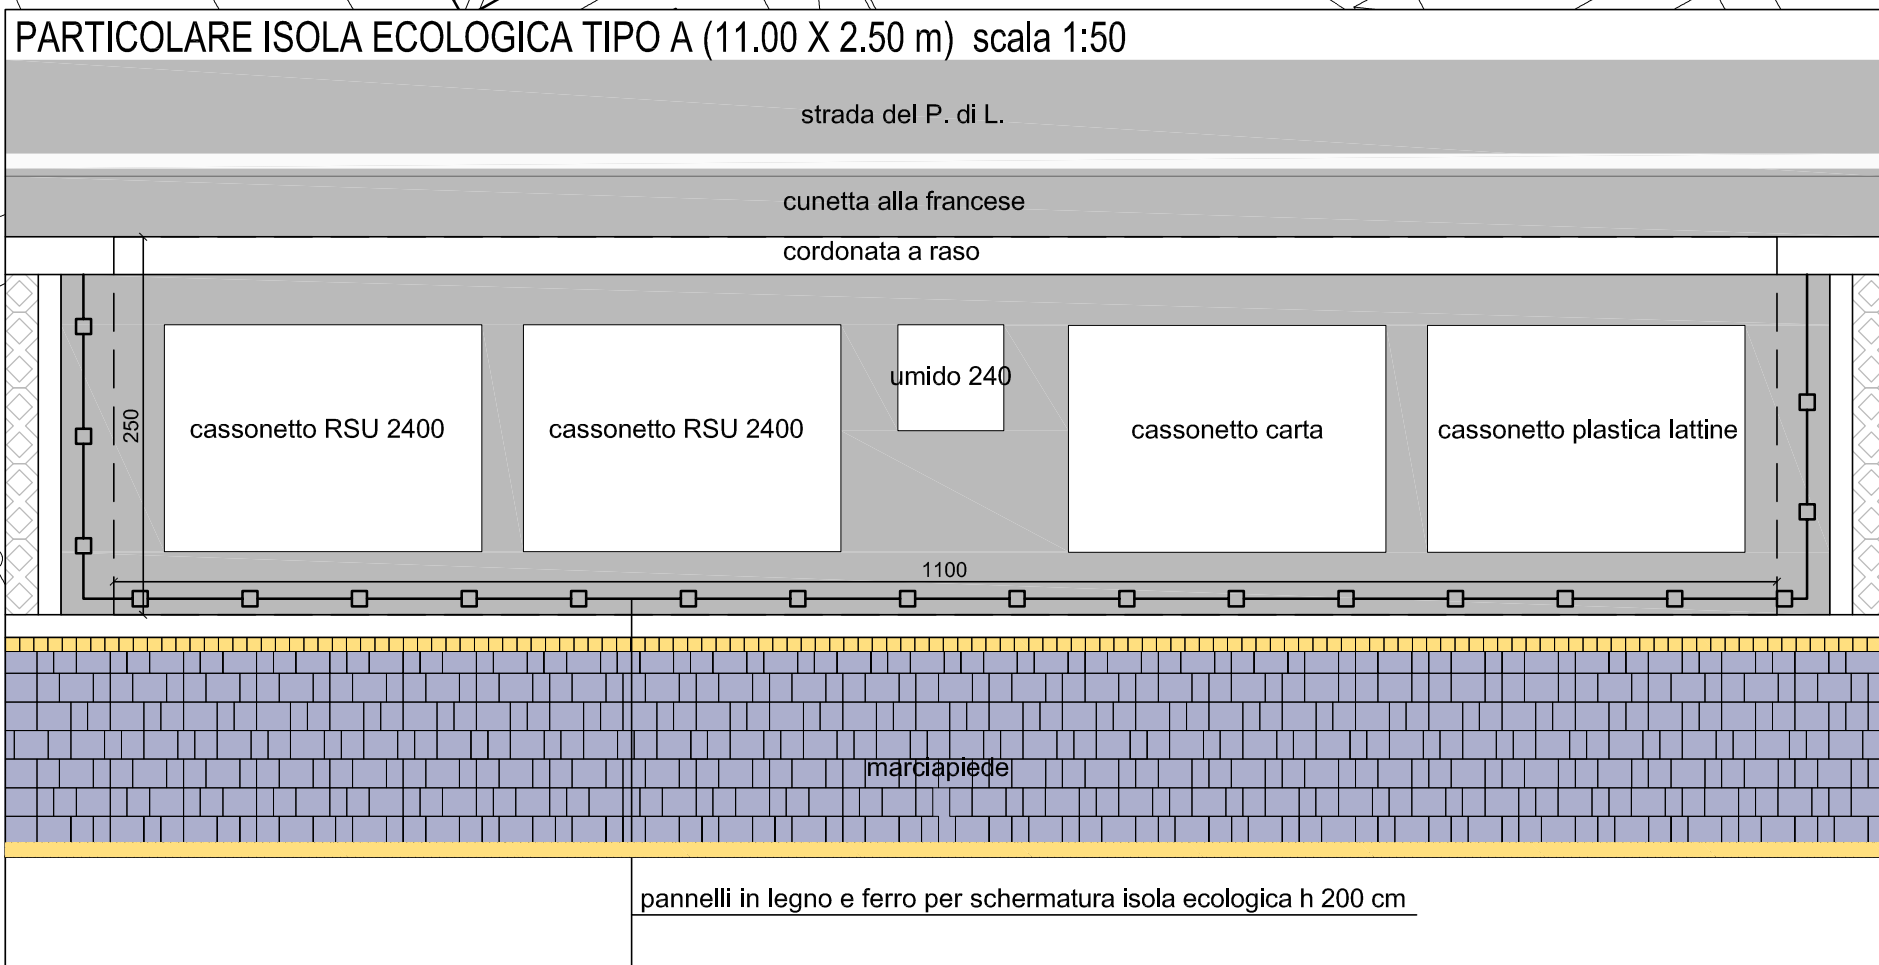 PARTICOLARE ISOLA ECOLOGICA TIPO A (11.00 X 2.50 m) scala 1:50
strada del P. di L.
cunetta alla francese
cordonata a raso
umido 240
250
cassonetto RSU 2400
cassonetto RSU 2400
cassonetto carta
cassonetto plastica lattine
1100
marciapiede
pannelli in legno e ferro per schermatura isola ecologica h 200 cm